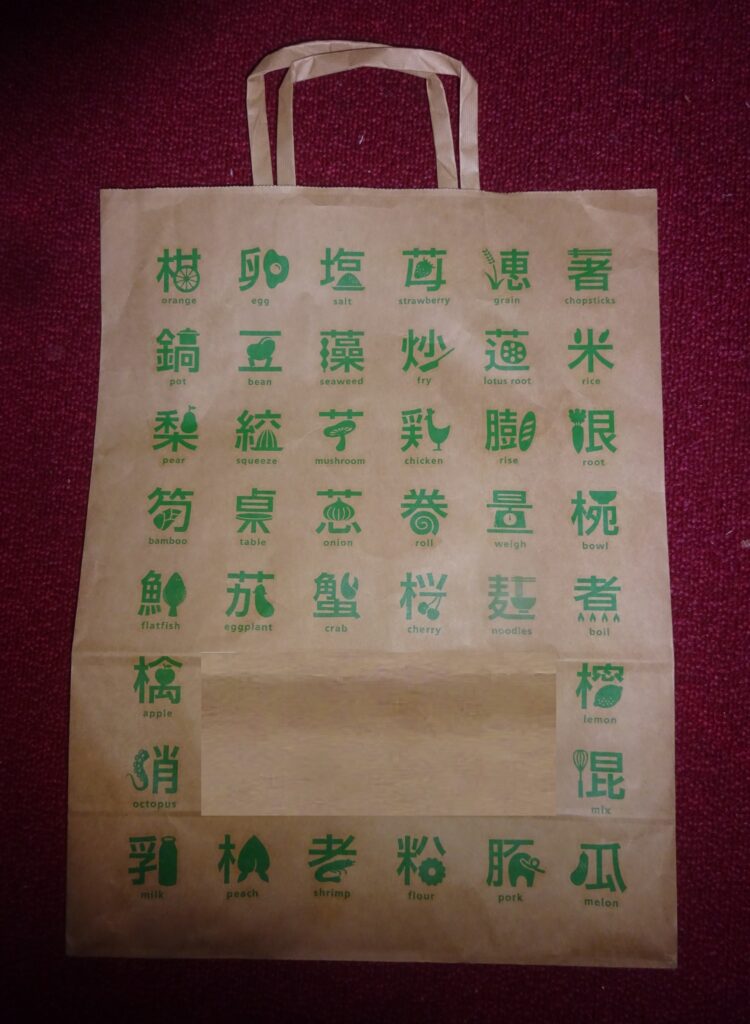 柑 卵 塩 苺 穂 箸
orange egg salt strawberry grain chopsticks
鍋 豆 藻 炒 蓮 米
pot bean seaweed fry lotus root rice
梨 絞 茸 鶏 膨 根
pear squeeze mushroom chicken rise root
筍 卓 葱 巻 量 椀
bamboo table onion roll weigh bowl
鮃 茄 蟹 桜 麺 煮
flatfish eggplant crab cherry noodles boil
檎 檸
apple lemon
蛸 混
octopus mix
乳 桃 老 粉 豚 瓜
milk peach shrimp flour pork melon